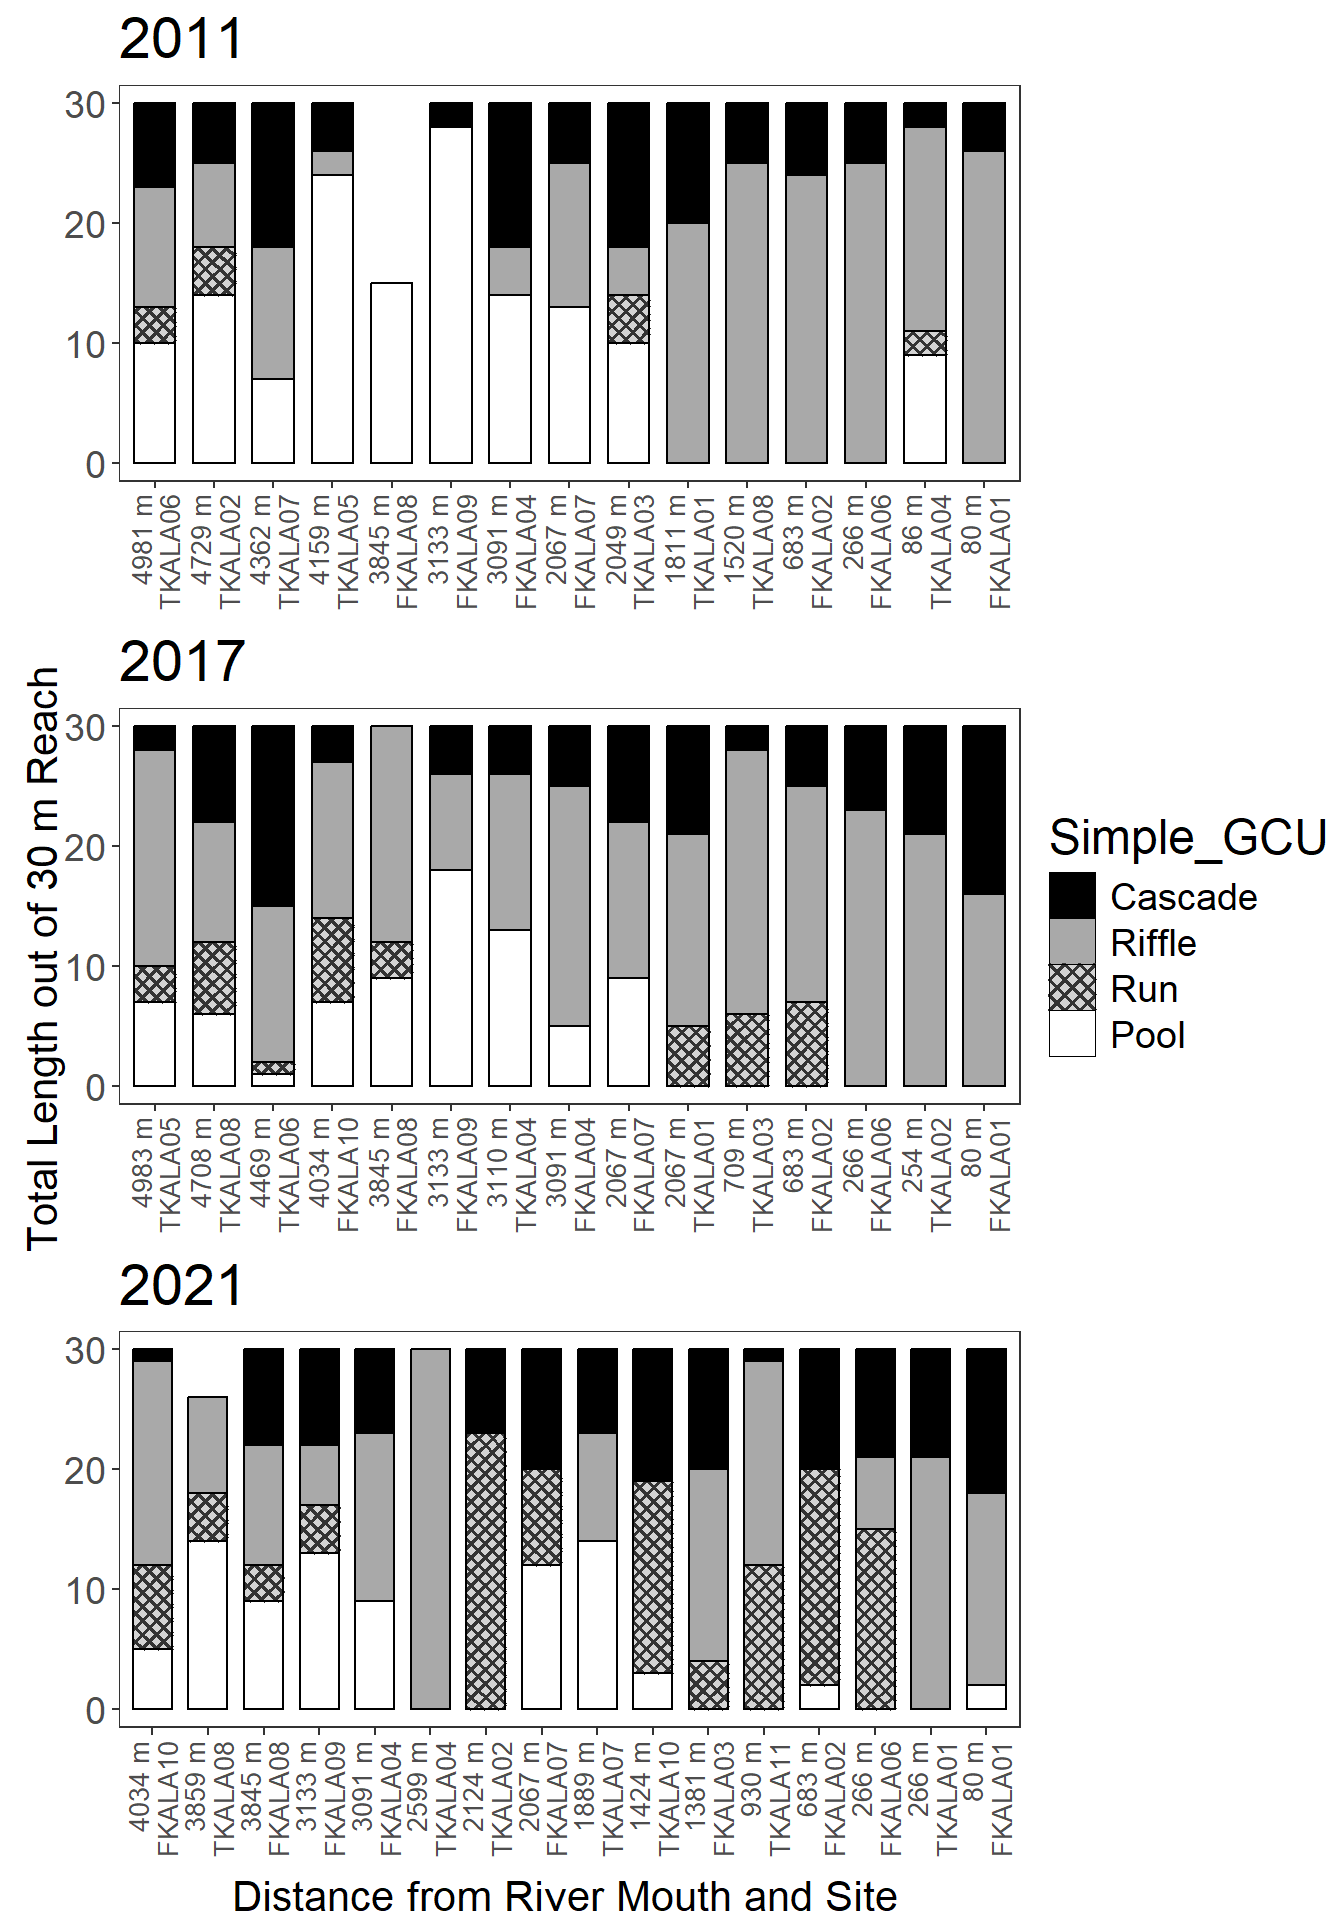 2011
30
20
10
0
4981 m
TKALA06
4729 m
TKALA02
4362 m
TKALA07
4159 m
TKALA05
3845 m
FKALA08
3133 m
FKALA09
3091 m
FKALA04
2067 m
FKALA07
2049 m
TKALA03
1811 m
TKALA01
1520 m
TKALA08
683 m
FKALA02
266 m
FKALA06
86 m
TKALA04
80 m
FKALA01
Total Length out of 30 m Reach
2017
30
20
10
0
4983 m
TKALA05
4708 m
TKALA08
4469 m
TKALA06
4034 m
FKALA10
3845 m
FKALA08
3133 m
FKALA09
3110 m
TKALA04
3091 m
FKALA04
2067 m
FKALA07
2067 m
TKALA01
709 m
TKALA03
683 m
FKALA02
266 m
FKALA06
254 m
TKALA02
80 m
FKALA01
Simple_GCU
Cascade
Riffle
Run
Pool
2021
30
20
10
0
4034 m
FKALA10
3859 m
TKALA08
3845 m
FKALA08
3133 m
FKALA09
3091 m
FKALA04
2599 m
TKALA04
2124 m
TKALA02
2067 m
FKALA07
1889 m
TKALA07
1424 m
TKALA10
1381 m
FKALA03
930 m
TKALA11
683 m
FKALA02
266 m
FKALA06
266 m
TKALA01
80 m
FKALA01
Distance from River Mouth and Site